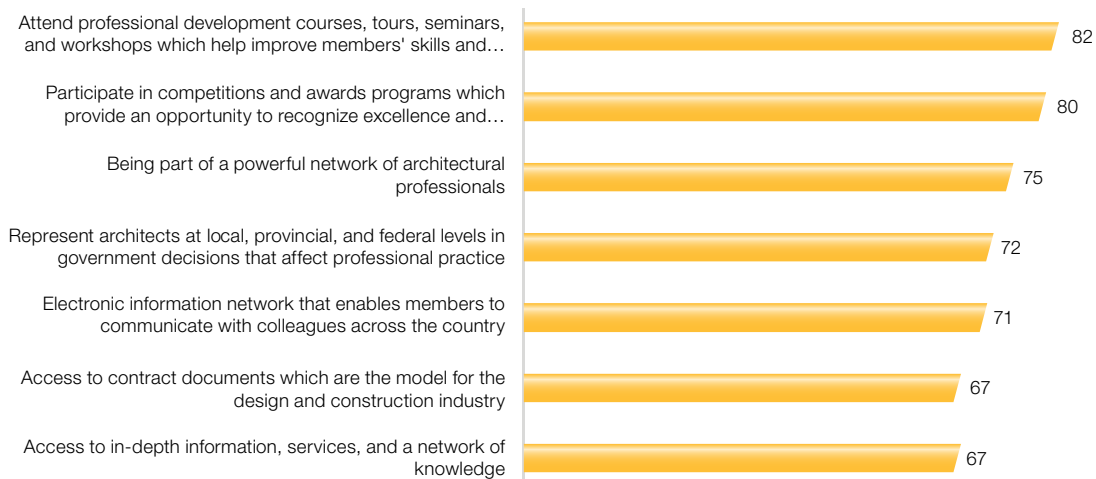 Attend professional development courses, tours, seminars,
and workshops which help improve members' skills and…
82
Participate in competitions and awards programs which
provide an opportunity to recognize excellence and…
80
Being part of a powerful network of architectural
professionals
75
Represent architects at local, provincial, and federal levels in
government decisions that affect professional practice
72
Electronic information network that enables members to
communicate with colleagues across the country
71
Access to contract documents which are the model for the
design and construction industry
67
Access to in-depth information, services, and a network of
knowledge
67